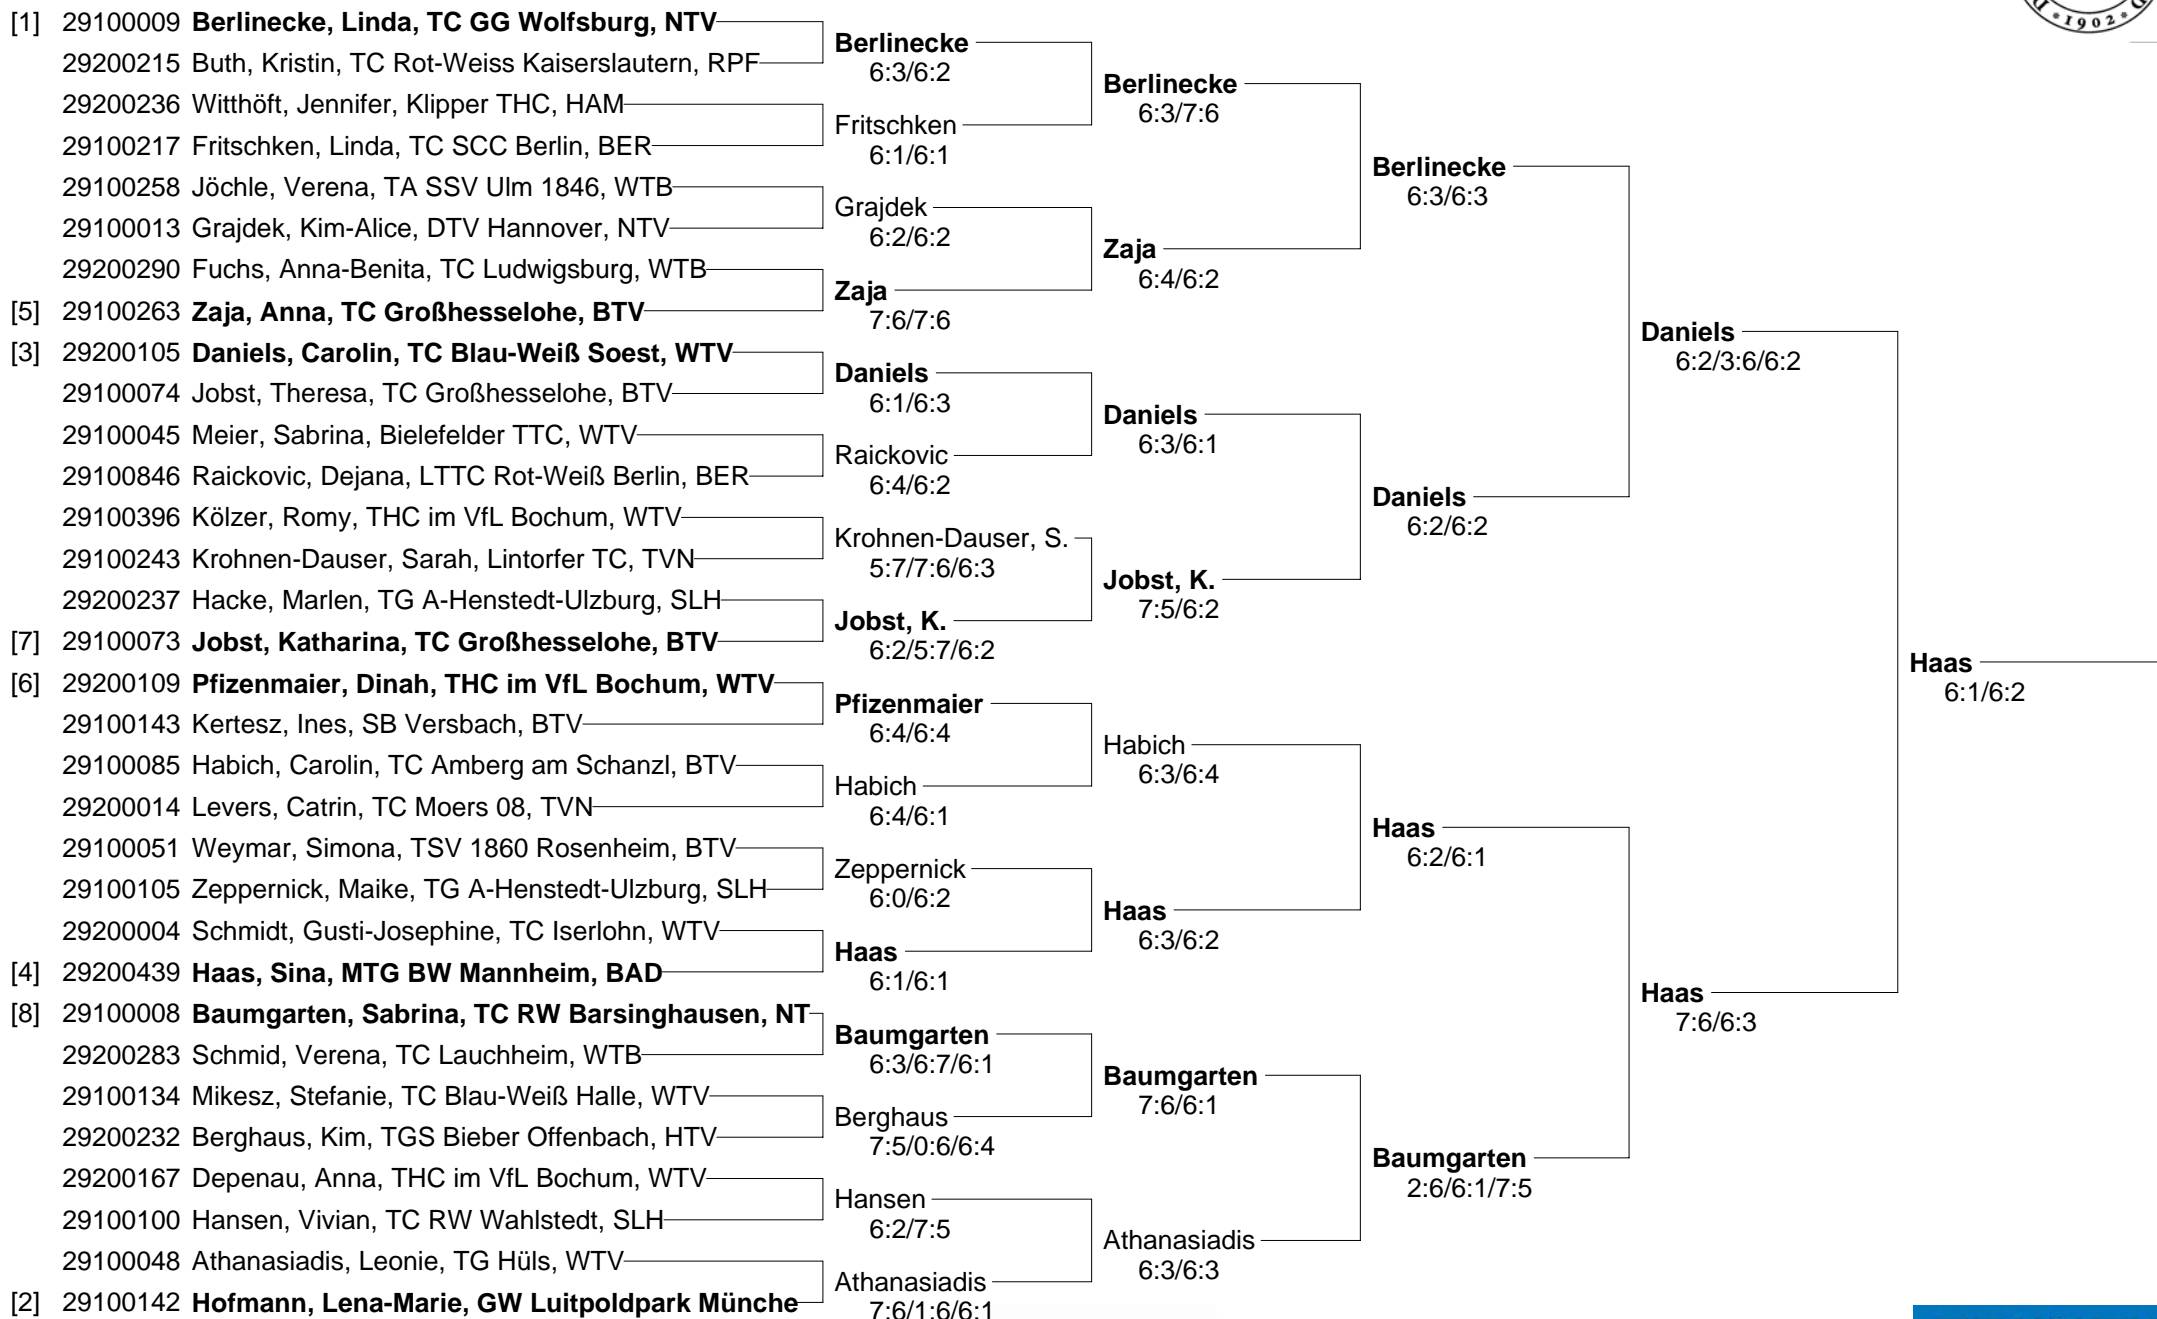 [1] 29100009 Berlinecke, Linda, TC GG Wolfsburg, NTV
29200215 Buth, Kristin, TC Rot-Weiss Kaiserslautern, RPF
29200236 Witthöft, Jennifer, Klipper THC, HAM
29100217 Fritschken, Linda, TC SCC Berlin, BER
29100258 Jöchle, Verena, TA SSV Ulm 1846, WTB
29100013 Grajdek, Kim-Alice, DTV Hannover, NTV
29200290 Fuchs, Anna-Benita, TC Ludwigsburg, WTB
[5] 29100263 Zaja, Anna, TC Großhesselohe, BTV
[3] 29200105 Daniels, Carolin, TC Blau-Weiß Soest, WTV
29100074 Jobst, Theresa, TC Großhesselohe, BTV
29100045 Meier, Sabrina, Bielefelder TTC, WTV
29100846 Raickovic, Dejana, LTTC Rot-Weiß Berlin, BER
29100396 Kölzer, Romy, THC im VfL Bochum, WTV
29100243 Krohnen-Dauser, Sarah, Lintorfer TC, TVN
29200237 Hacke, Marlen, TG A-Henstedt-Ulzburg, SLH
[7] 29100073 Jobst, Katharina, TC Großhesselohe, BTV
[6] 29200109 Pfizenmaier, Dinah, THC im VfL Bochum, WTV
29100143 Kertesz, Ines, SB Versbach, BTV
29100085 Habich, Carolin, TC Amberg am Schanzl, BTV
29200014 Levers, Catrin, TC Moers 08, TVN
29100051 Weymar, Simona, TSV 1860 Rosenheim, BTV
29100105 Zeppernick, Maike, TG A-Henstedt-Ulzburg, SLH
29200004 Schmidt, Gusti-Josephine, TC Iserlohn, WTV
[4] 29200439 Haas, Sina, MTG BW Mannheim, BAD
[8] 29100008 Baumgarten, Sabrina, TC RW Barsinghausen, NT
29200283 Schmid, Verena, TC Lauchheim, WTB
29100134 Mikesz, Stefanie, TC Blau-Weiß Halle, WTV
29200232 Berghaus, Kim, TGS Bieber Offenbach, HTV
29200167 Depenau, Anna, THC im VfL Bochum, WTV
29100100 Hansen, Vivian, TC RW Wahlstedt, SLH
29100048 Athanasiadis, Leonie, TG Hüls, WTV
[2] 29100142 Hofmann, Lena-Marie, GW Luitpoldpark Münche
Berlinecke
6:3/6:2
Fritschken
6:1/6:1
Grajdek
6:2/6:2
Zaja
7:6/7:6
Daniels
6:1/6:3
Raickovic
6:4/6:2
Krohnen-Dauser, S.
5:7/7:6/6:3
Jobst, K.
6:2/5:7/6:2
Pfizenmaier
6:4/6:4
Habich
6:4/6:1
Zeppernick
6:0/6:2
Haas
6:1/6:1
Baumgarten
6:3/6:7/6:1
Berghaus
7:5/0:6/6:4
Hansen
6:2/7:5
Athanasiadis
7:6/1:6/6:1
Berlinecke
6:3/7:6
Zaja
6:4/6:2
Daniels
6:3/6:1
Jobst, K.
7:5/6:2
Habich
6:3/6:4
Haas
6:3/6:2
Baumgarten
7:6/6:1
Athanasiadis
6:3/6:3
Berlinecke
6:3/6:3
Daniels
6:2/6:2
Haas
6:2/6:1
Baumgarten
2:6/6:1/7:5
Daniels
6:2/3:6/6:2
Haas
7:6/6:3
Haas
6:1/6:2
1902